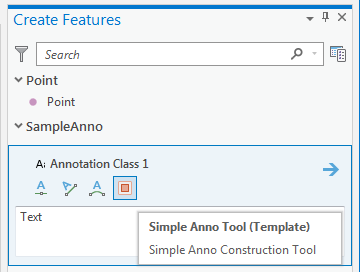 Create Features
Search
Point
Point
SampleAnno
A Annotation Class 1
A A A
Text
Simple Anno Tool (Template)
Simple Anno Construction Tool